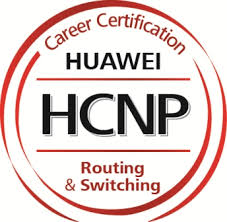 Career Certification
HUAWEI
HCNP
Routing
& Switching